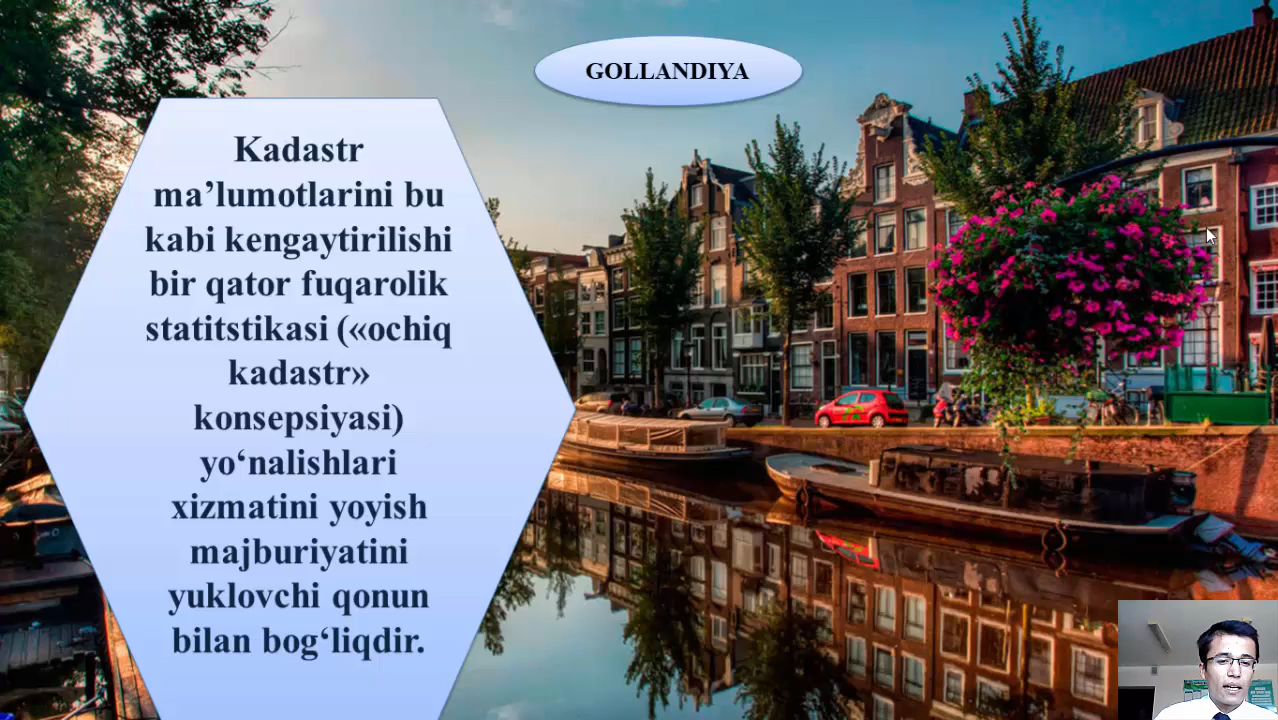 GOLLANDIYA
Kadastr
ma’lumotlarini bu
kabi kengaytirilishi
bir qator fuqarolik
statitstikasi («ochiq
kadastr»
konsepsiyasi)
yo‘nalishlari
xizmatini yoyish
majburiyatini
yuklovchi qonun
bilan bog‘liqdir.